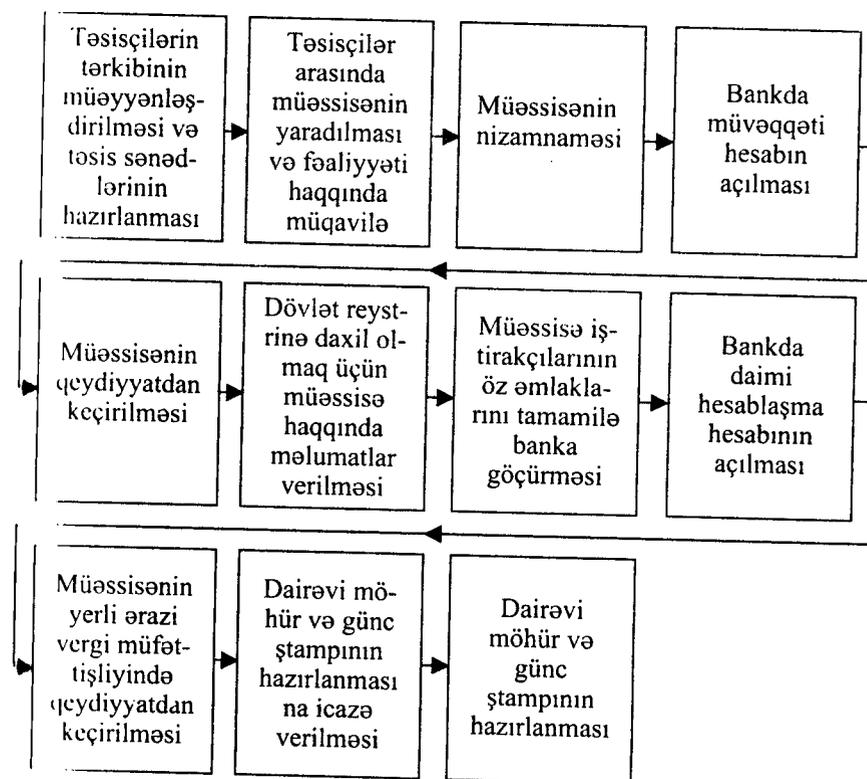 Təsisçilərin
tərkibinin
müəyyənləş-
dirilməsi və
təsis sənəd-
lərinin
hazırlanması
Təsisçilər
arasında
müəssisənin
yaradılması
və fəaliyyəti
haqqında
müqavilə
Müəssisənin
nizamnaməsi
Bankda
müvəqqəti
hesabın
açılması
Müəssisənin
qeydiyyatdan
keçirilməsi
Dövlət reyst-
rinə daxil ol-
maq üçün
müəssisə
haqqında
məlumatlar
verilməsi
Müəssisə iş-
tirakçılarının
öz əmlakla-
rını tamamilə
banka
göçürməsi
Bankda
daimi
hesablaşma
hesabının
açılması
Müəssisənin
yerli ərazi
vergi müfət-
tişliyində
qeydiyyatdan
keçirilməsi
Dairəvi mö-
hür və günc
ştampının
hazırlanması
na icazə
verilməsi
Dairəvi
möhür və
günc
ştampının
hazırlanması